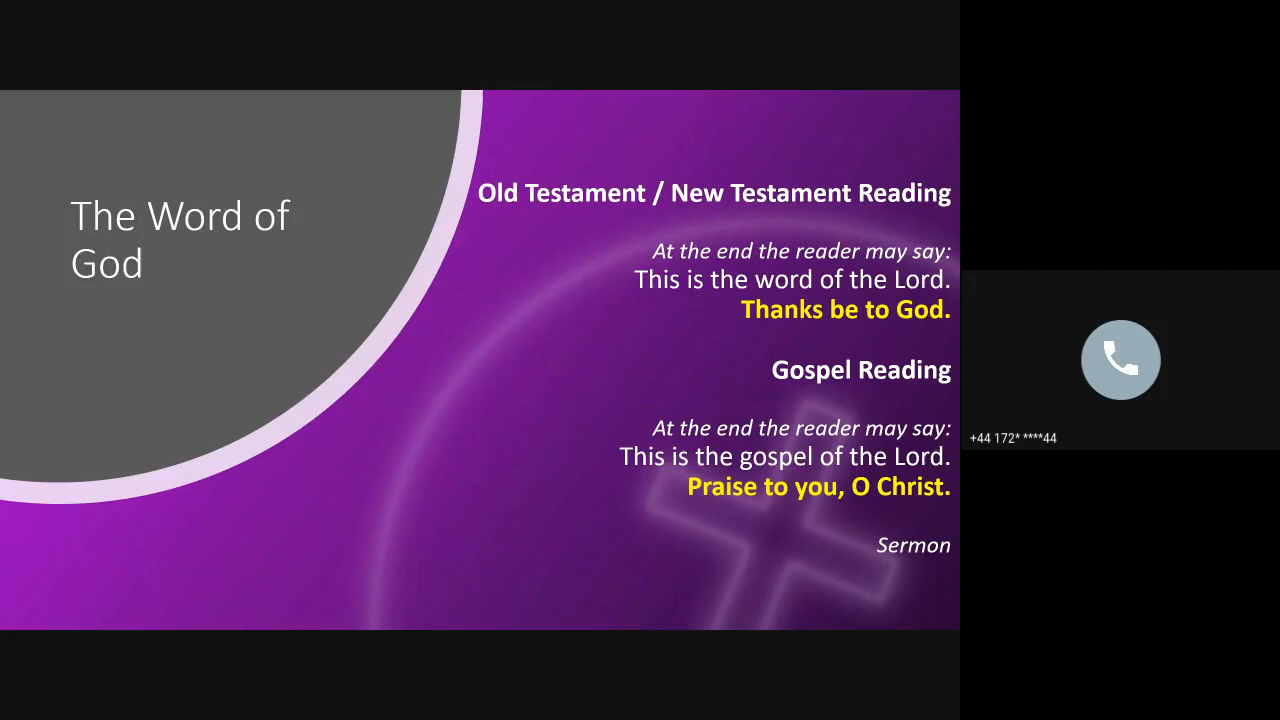 The Word of
God
Old Testament / New Testament Reading
At the end the reader may say:
This is the word of the Lord.
Thanks be to God.
Gospel Reading
At the end the reader may say:
This is the gospel of the Lord.
Praise to you, O Christ.
Sermon
+44 172* ****44